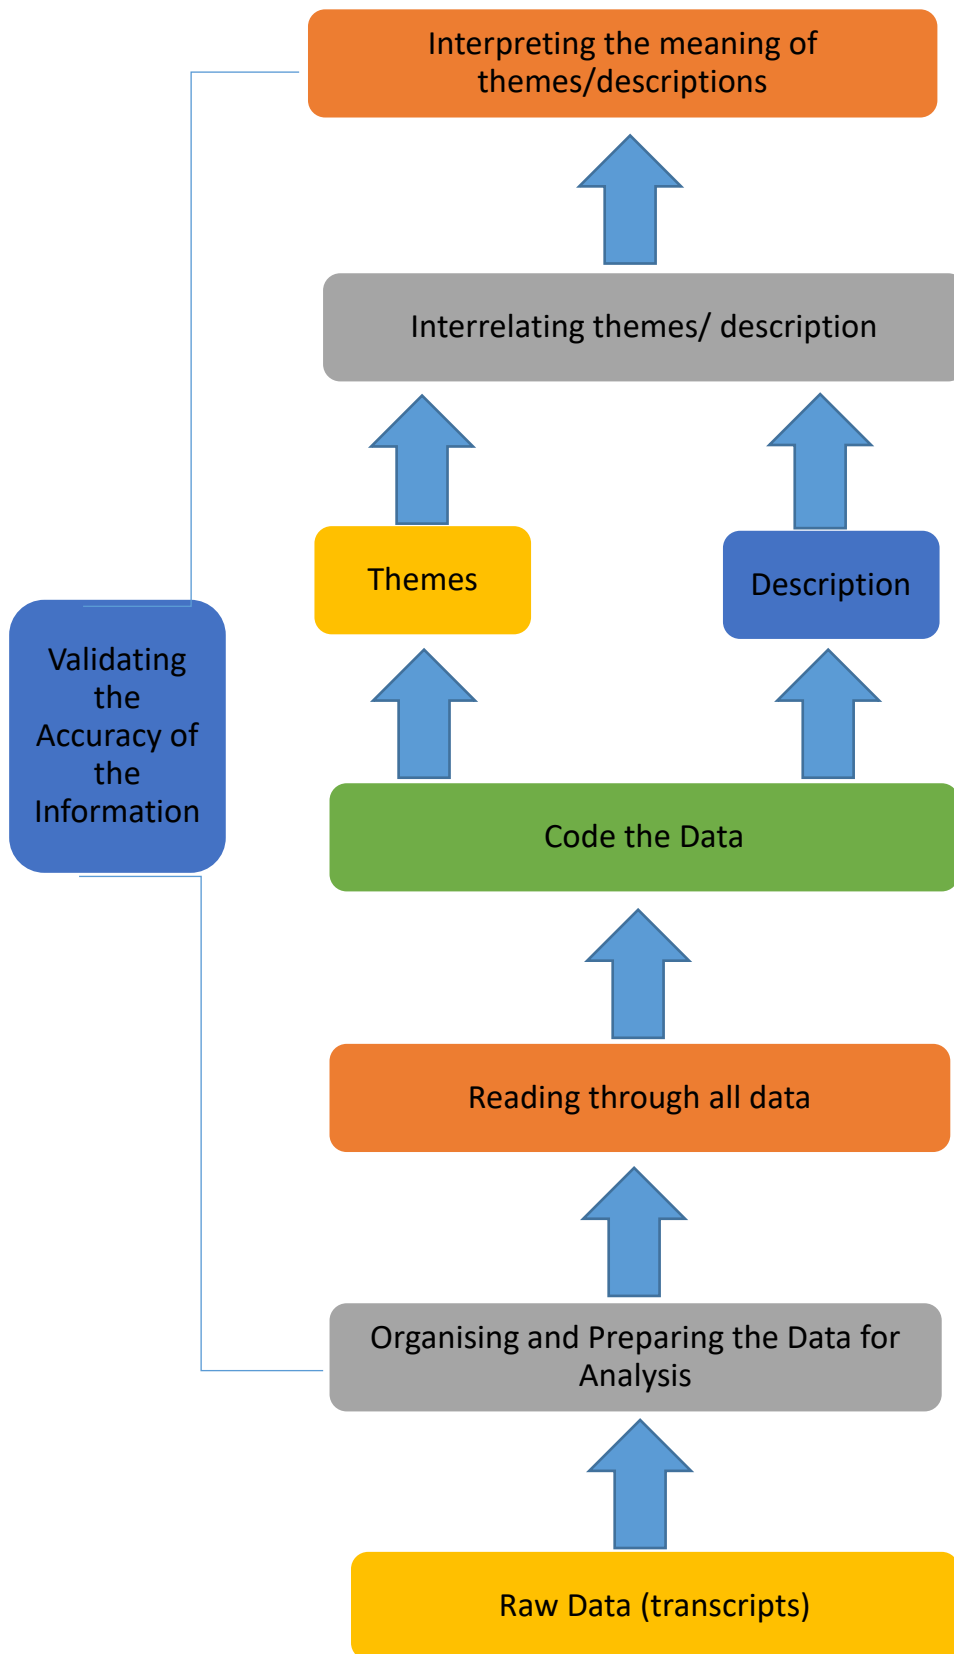 Interpreting the meaning of
themes/descriptions
Interrelating themes/ description
Themes
Description
Validating
the
Accuracy of
the
Information
Code the Data
Reading through all data
Organising and Preparing the Data for
Analysis
Raw Data (transcripts)